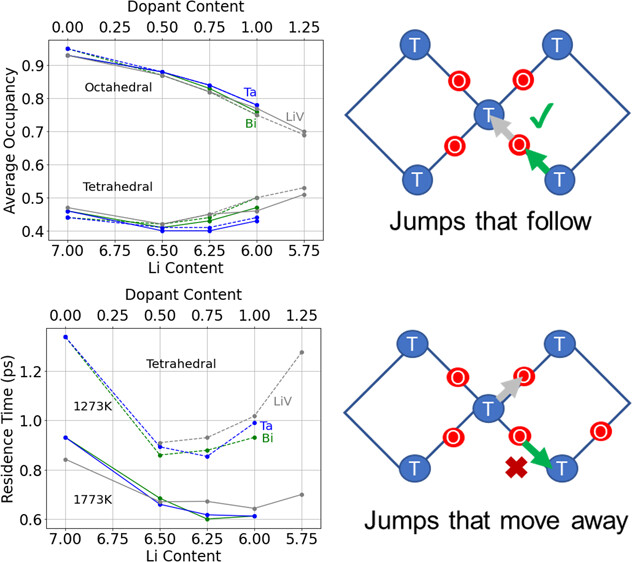 Dopant Content
0.00 0.25 0.50 0.75 1.00 1.25
Average Occupancy
0.9
0.8
0.7
0.6
0.5
0.4
Octahedral
Ta
LiV
Bi
Tetrahedral
7.00 6.75 6.50 6.25 6.00 5.75
Li Content
T T
O O
T
O O
T T
Jumps that follow
Dopant Content
0.00 0.25 0.50 0.75 1.00 1.25
Residence Time (ps)
1.2
1.0
0.8
0.6
Tetrahedral
1273K
LiV
Ta
Bi
1773K
7.00 6.75 6.50 6.25 6.00 5.75
Li Content
T T
O O
T
O O O
T T
Jumps that move away